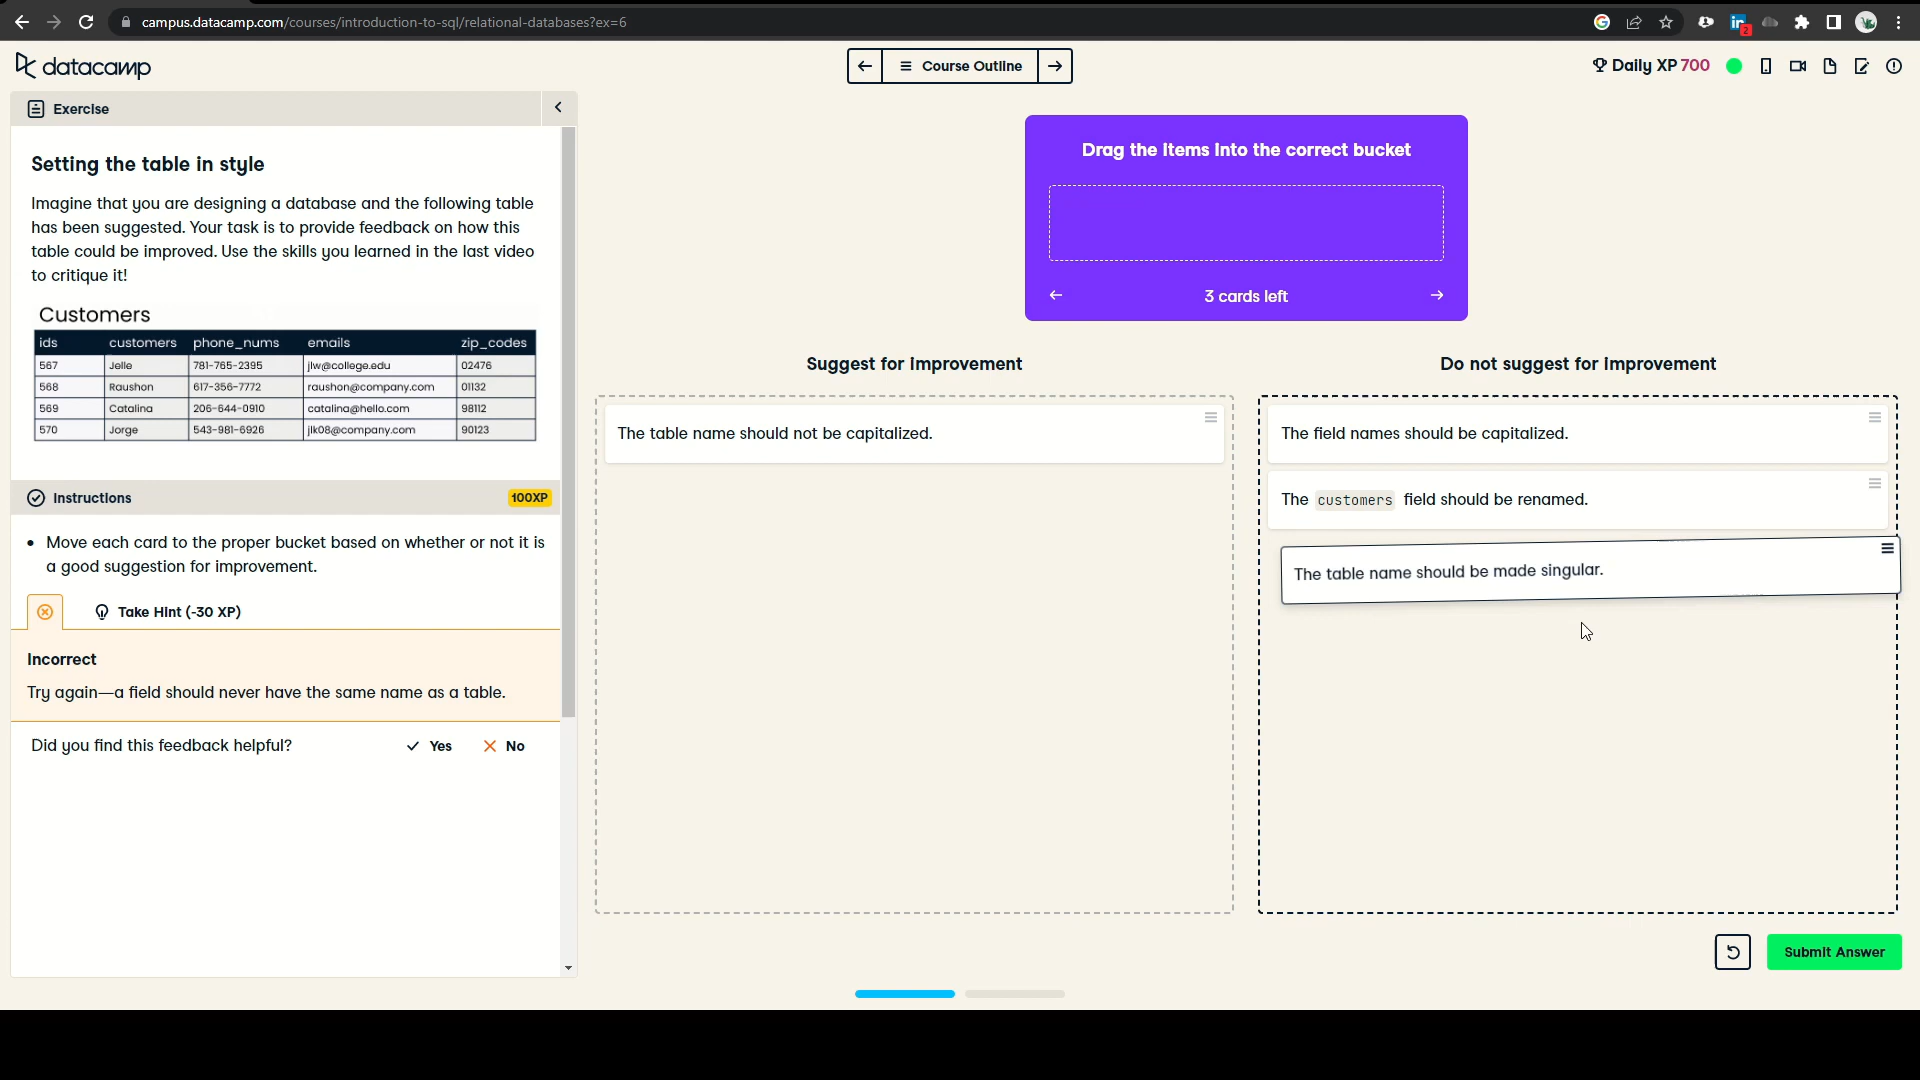 campus.datacamp.com/courses/introduction-to-sql/relational-databases?ex=6
2
datacamp
Course Outline
Daily XP 700
Exercise
Setting the table in style
Imagine that you are designing a database and the following table
has been suggested. Your task is to provide feedback on how this
table could be improved. Use the skills you learned in the last video
to critique it!
Customers
ids customers phone_nums emails zip_codes
567 Jelle 781-765-2395 jlw@college.edu 02476
568 Raushon 617-356-7772 raushon@company.com 01132
569 Catalina 206-644-0910 catalina@hello.com 98112
570 Jorge 543-981-6926 jlk08@company.com 90123
Instructions 100XP
• Move each card to the proper bucket based on whether or not it is
a good suggestion for improvement.
Take Hint (-30 XP)
Incorrect
Try again—a field should never have the same name as a table.
Did you find this feedback helpful? Yes No
Drag the items into the correct bucket
3 cards left
Suggest for improvement
The table name should not be capitalized.
Do not suggest for improvement
The field names should be capitalized.
The customers field should be renamed.
The table name should be made singular.
Submit Answer